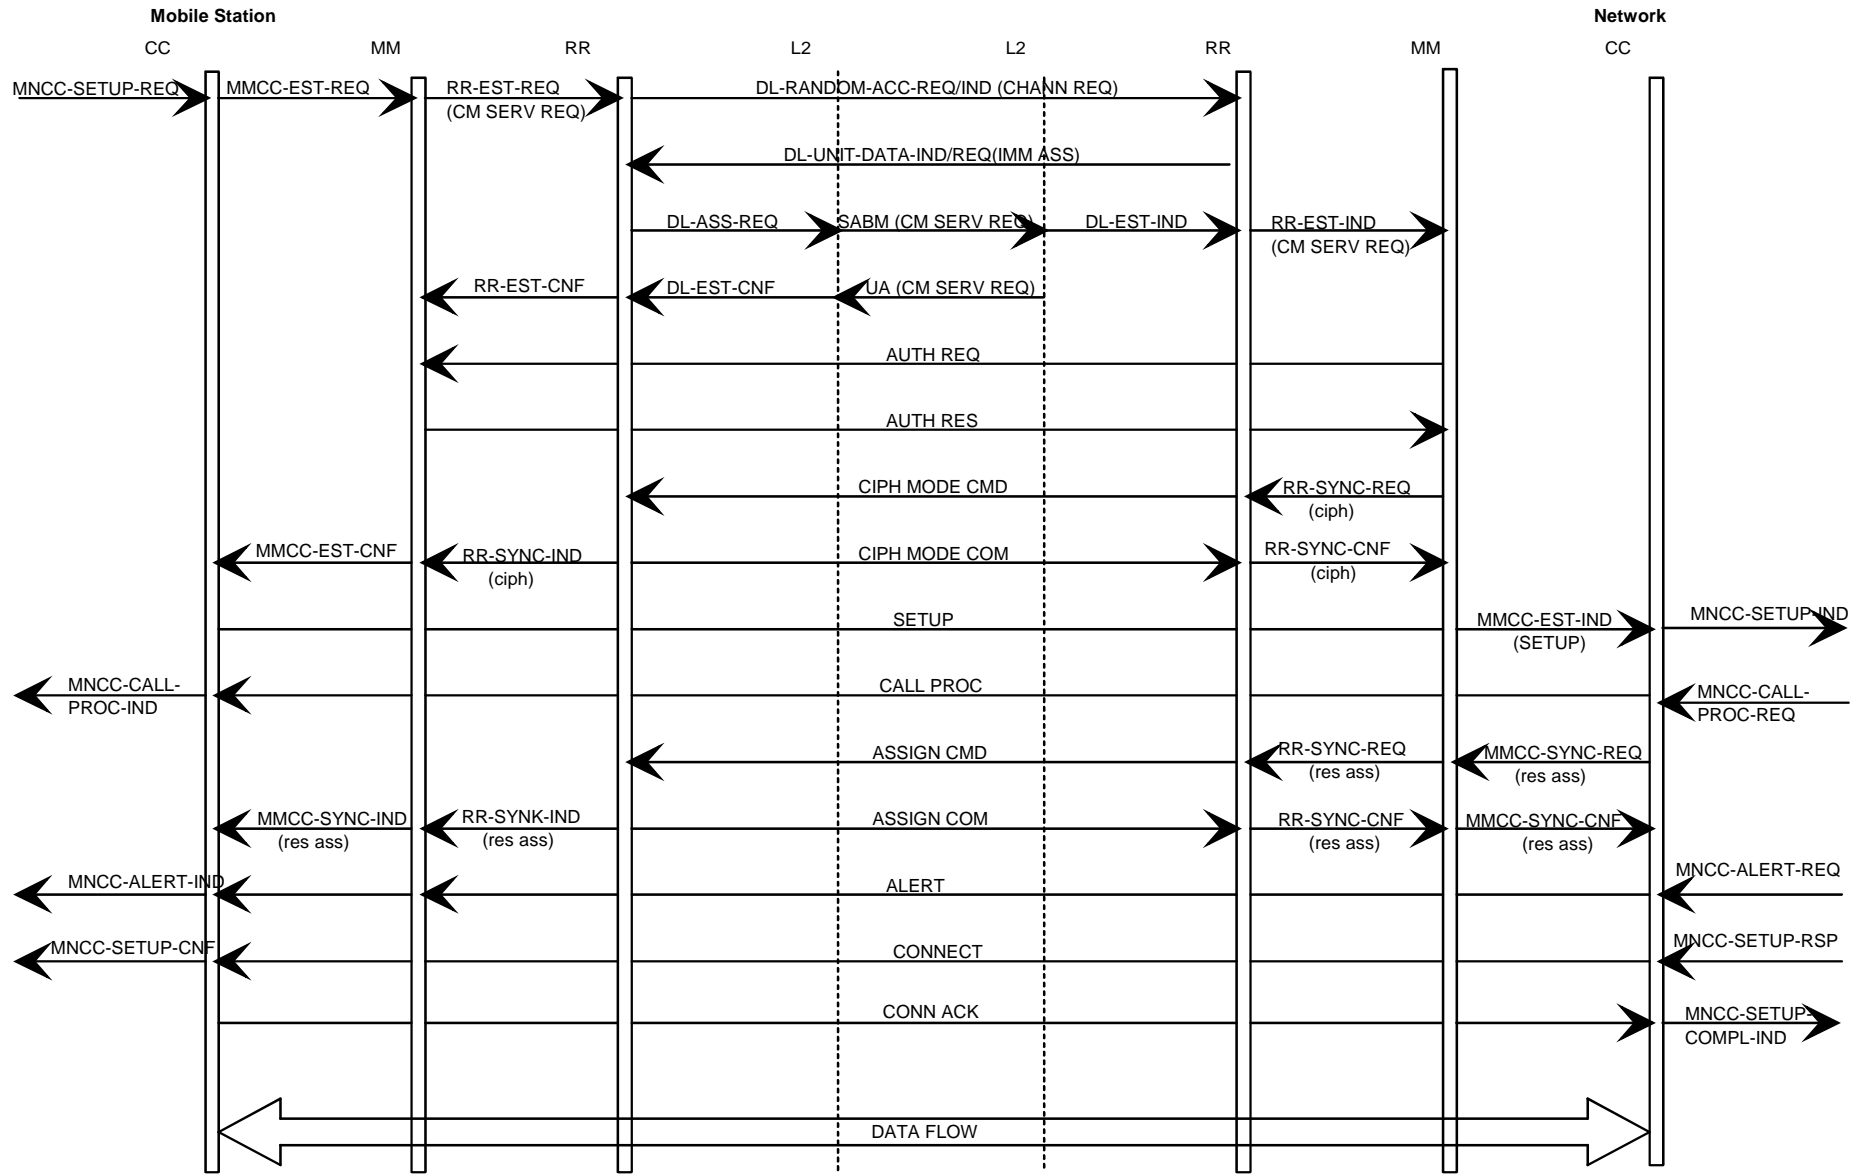 Mobile Station
Network
CC MM RR L2 L2 RR MM CC
MNCC-SETUP-REQ MMCC-EST-REQ RR-EST-REQ DL-RANDOM-ACC-REQ/IND (CHANN REQ)
(CM SERV REQ)
DL-UNIT-DATA-IND/REQ(IMM ASS)
DL-ASS-REQ SABM (CM SERV REQ) DL-EST-IND RR-EST-IND
(CM SERV REQ)
RR-EST-CNF DL-EST-CNF UA (CM SERV REQ)
AUTH REQ
AUTH RES
CIPH MODE CMD RR-SYNC-REQ
(ciph)
MMCC-EST-CNF RR-SYNC-IND CIPH MODE COM RR-SYNC-CNF
(ciph) (ciph)
SETUP MMCC-EST-IND MNCC-SETUP-IND
(SETUP)
MNCC-CALL- CALL PROC MNCC-CALL-
PROC-IND PROC-REQ
ASSIGN CMD RR-SYNC-REQ MMCC-SYNC-REQ
(res ass) (res ass)
MMCC-SYNC-IND RR-SYNK-IND ASSIGN COM RR-SYNC-CNF MMCC-SYNC-CNF
(res ass) (res ass) (res ass) (res ass)
MNCC-ALERT-IND ALERT MNCC-ALERT-REQ
MNCC-SETUP-CNF CONNECT MNCC-SETUP-RSP
CONN ACK MNCC-SETUP-
COMPL-IND
DATA FLOW